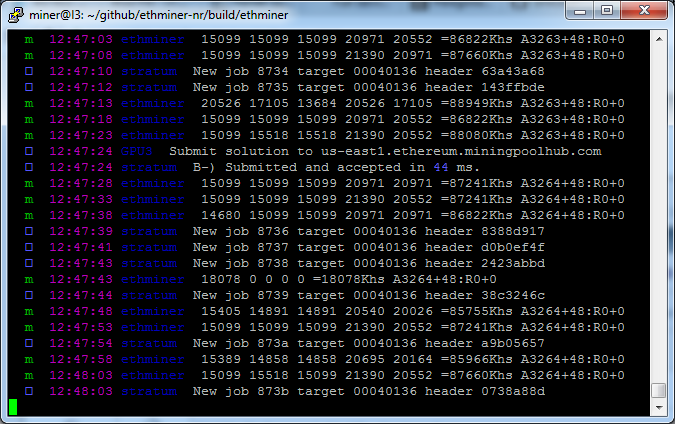 miner@l3: ~/github/ethminer-nr/build/ethminer
m 12:47:03 ethminer 15099 15099 15099 20971 20552 =86822Khs A3263+48:R0+0
m 12:47:08 ethminer 15099 15099 15099 21390 20971 =87660Khs A3263+48:R0+0
12:47:10 stratum New job 8734 target 00040136 header 63a43a68
12:47:12 stratum New job 8735 target 00040136 header 143ffbde
m 12:47:13 ethminer 20526 17105 13684 20526 17105 =88949Khs A3263+48:R0+0
m 12:47:18 ethminer 15099 15099 15099 20971 20552 =86822Khs A3263+48:R0+0
m 12:47:23 ethminer 15099 15518 15518 21390 20552 =88080Khs A3263+48:R0+0
12:47:24 GPU3 Submit solution to us-east1.ethereum.miningpoolhub.com
12:47:24 stratum B-) Submitted and accepted in 44 ms.
m 12:47:28 ethminer 15099 15099 15099 20971 20971 =87241Khs A3264+48:R0+0
m 12:47:33 ethminer 15099 15099 15099 21390 20552 =87241Khs A3264+48:R0+0
m 12:47:38 ethminer 14680 15099 15099 20971 20971 =86822Khs A3264+48:R0+0
12:47:39 stratum New job 8736 target 00040136 header 8388d917
12:47:41 stratum New job 8737 target 00040136 header d0b0ef4f
12:47:43 stratum New job 8738 target 00040136 header 2423abbd
m 12:47:43 ethminer 18078 0 0 0 0 =18078Khs A3264+48:R0+0
12:47:44 stratum New job 8739 target 00040136 header 38c3246c
m 12:47:48 ethminer 15405 14891 14891 20540 20026 =85755Khs A3264+48:R0+0
m 12:47:53 ethminer 15099 15099 15099 21390 20552 =87241Khs A3264+48:R0+0
12:47:54 stratum New job 873a target 00040136 header a9b05657
m 12:47:58 ethminer 15389 14858 14858 20695 20164 =85966Khs A3264+48:R0+0
m 12:48:03 ethminer 15099 15518 15099 21390 20552 =87660Khs A3264+48:R0+0
12:48:03 stratum New job 873b target 00040136 header 0738a88d